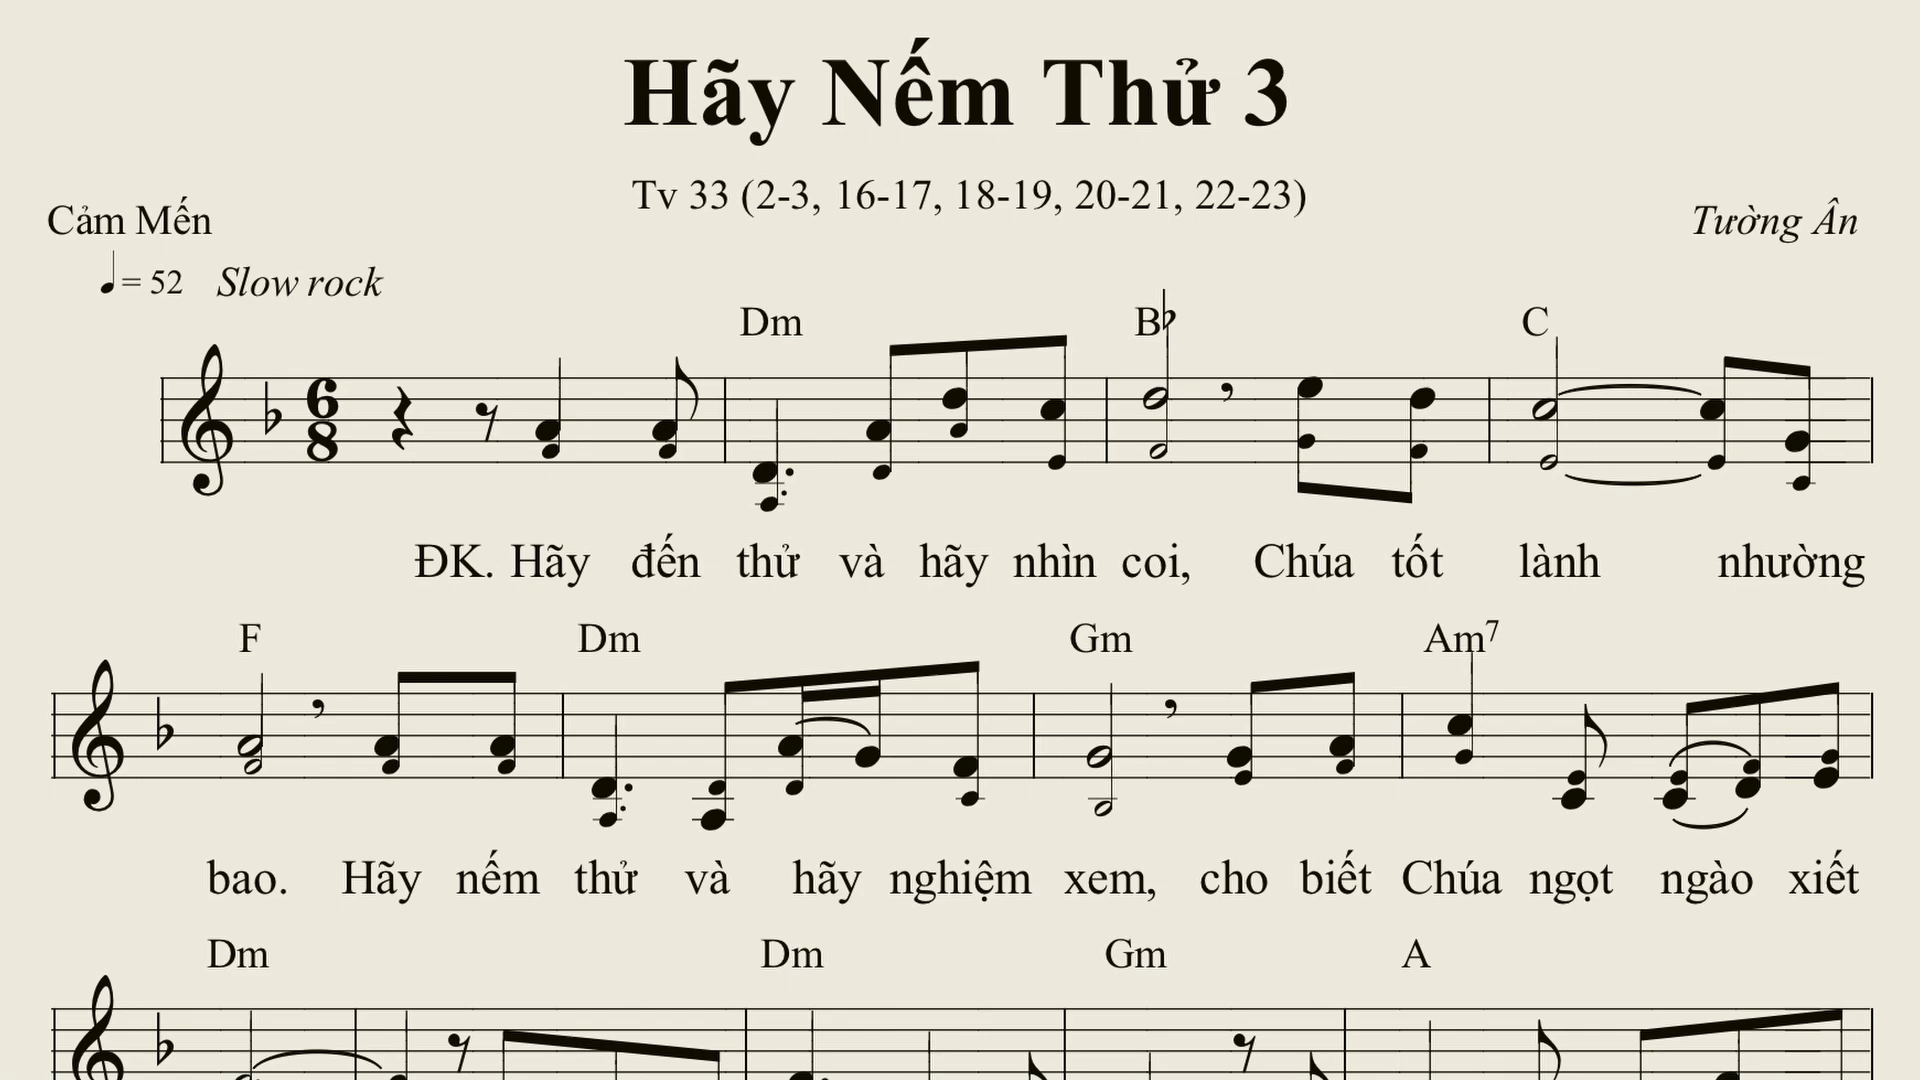 Hãy Nếm Thử 3
Tv 33 (2-3, 16-17, 18-19, 20-21, 22-23)
Cảm Mến
Tường Ân
= 52 Slow rock
Dm B♭ C
6
8
ĐK. Hãy đến thử và hãy nhìn coi, Chúa tốt lành nhường
F Dm Gm Am7
bao. Hãy nếm thử và hãy nghiệm xem, cho biết Chúa ngọt ngào xiết
Dm Dm Gm A